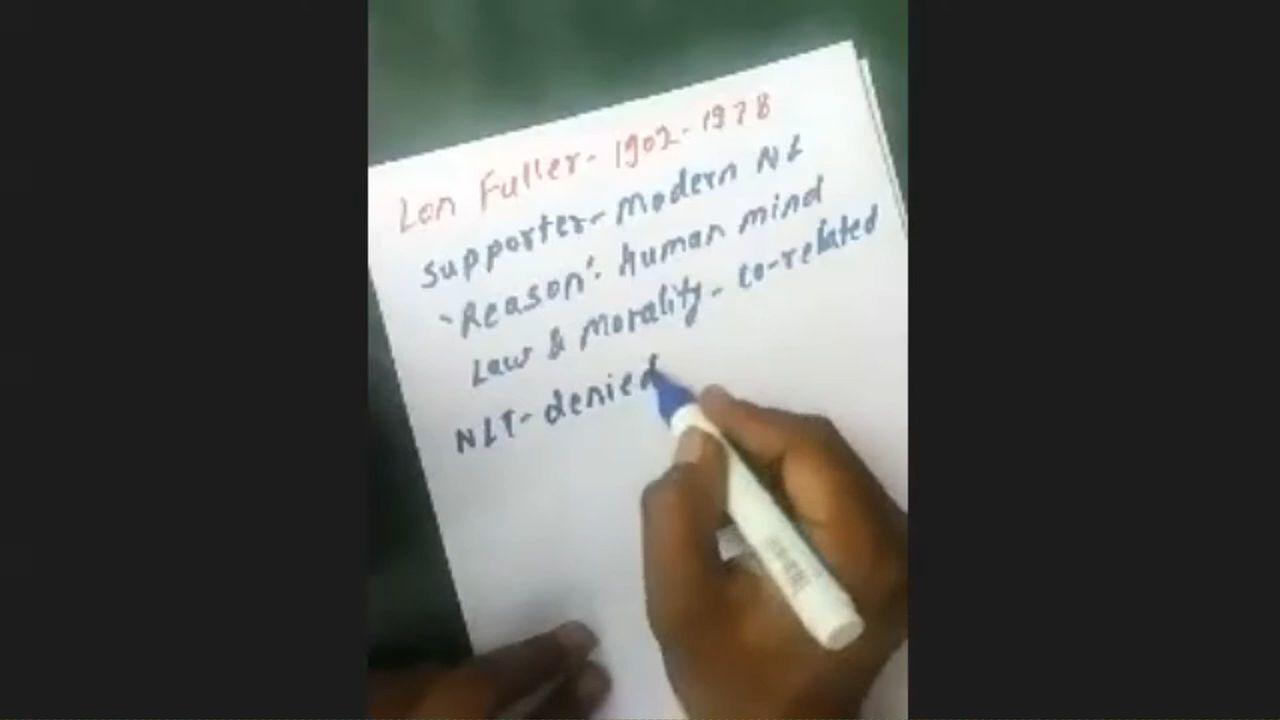 Lon Fuller- 1902-1978
Supporter- Modern NL
"Reason": human mind
Law & Morality- co-related
NLT- denied